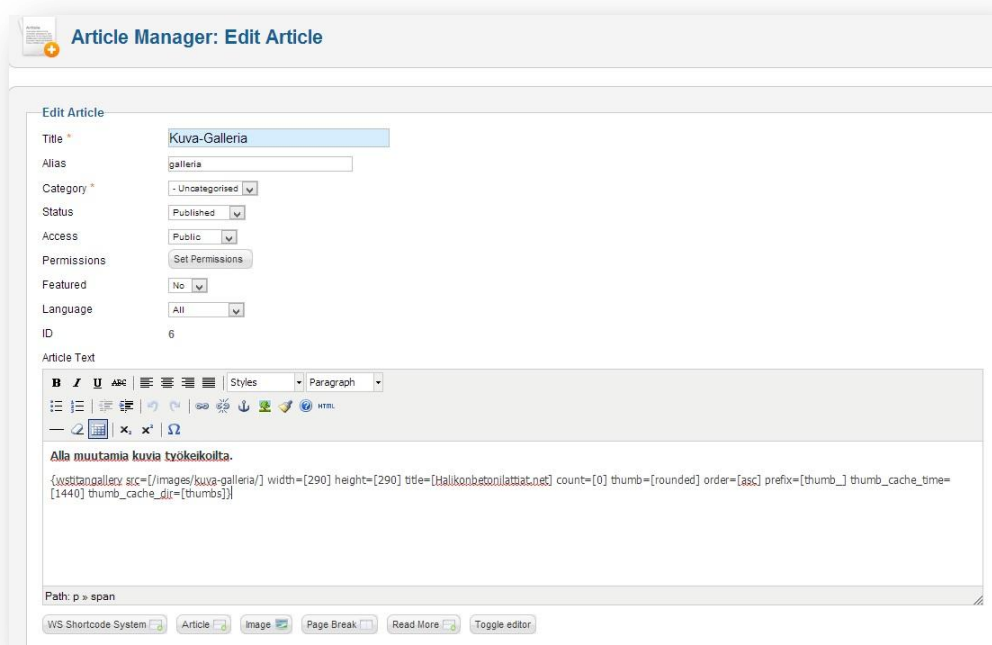 Article Manager: Edit Article
Edit Article
Title * Kuva-Galleria
Alias galleria
Category * - Uncategorised
Status Published
Access Public
Permissions Set Permissions
Featured No
Language All
ID 6
Article Text
B I U ABC Styles Paragraph
HTML
Ω
Alla muutamia kuvia työkeikoilta.
{wstitangallery src=[/images/kuva-galleria/] width=[290] height=[290] title=[Halikonbetonilattiat.net] count=[0] thumb=[rounded] order=[asc] prefix=[thumb_] thumb_cache_time=
[1440] thumb_cache_dir=[thumbs]}
Path: p » span
WS Shortcode System Article Image Page Break Read More Toggle editor